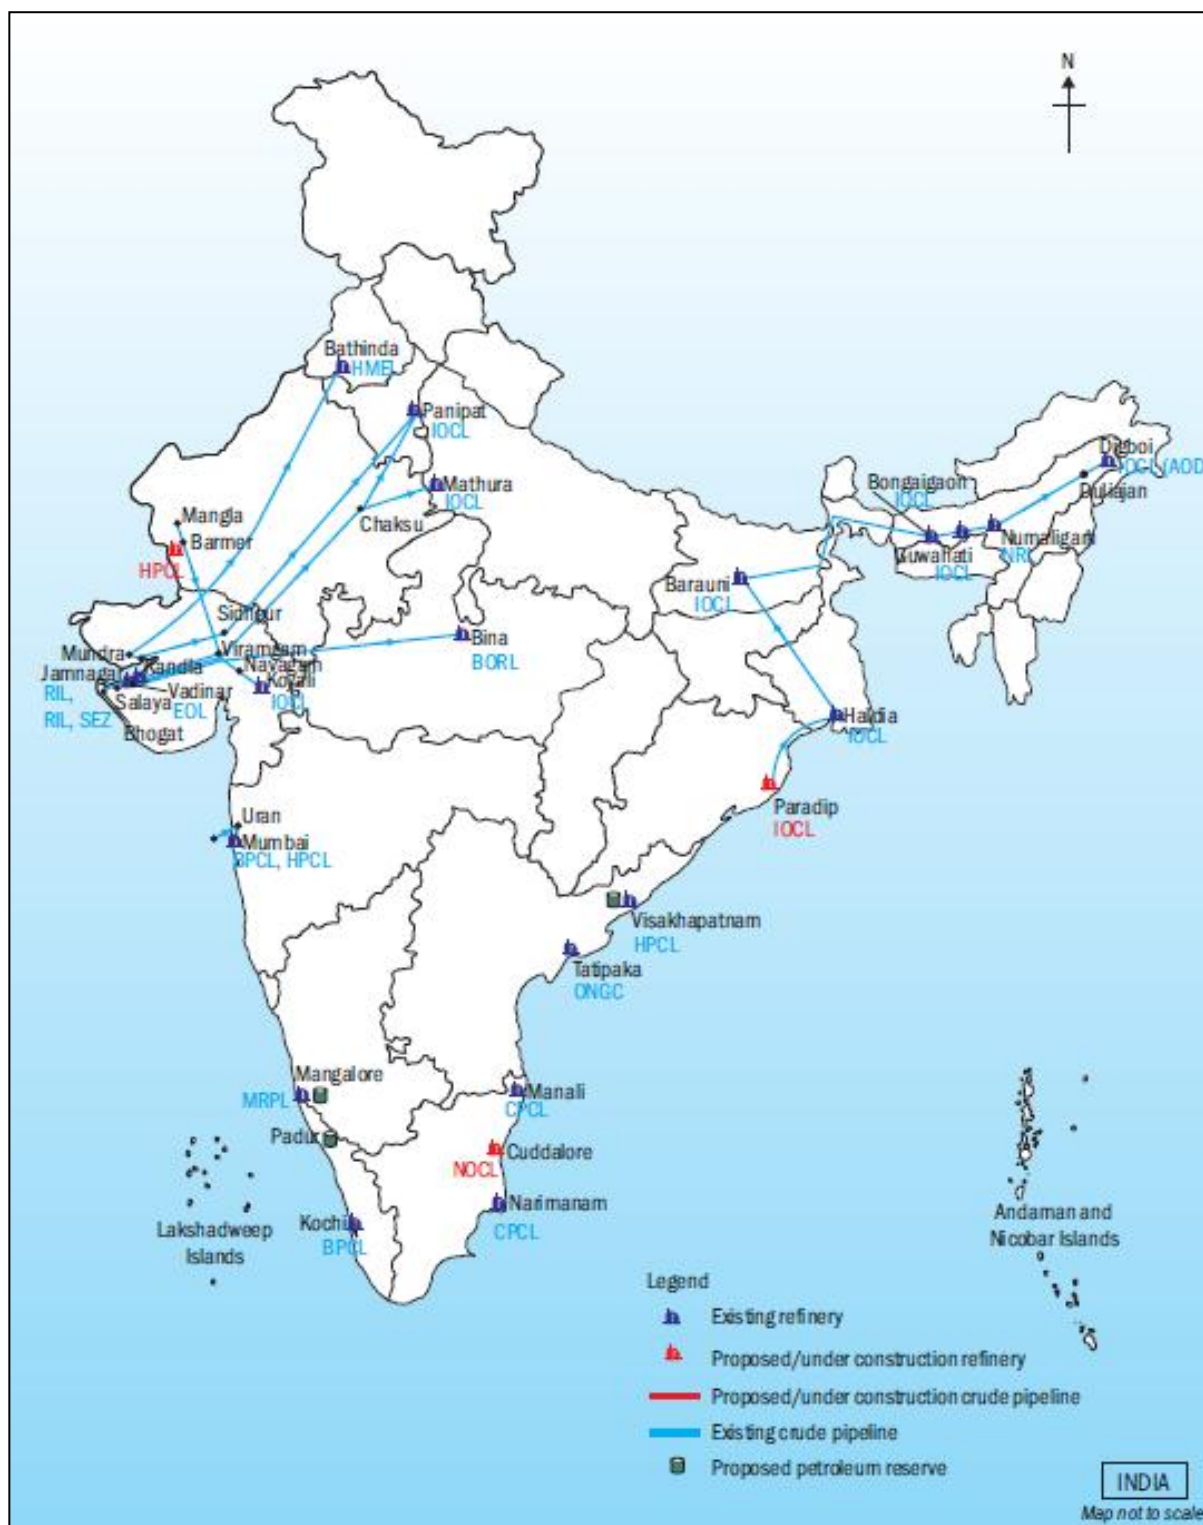 N
Bathinda
HMEL
Panipat
IOCL
Mathura
IOCL
Chaksu
Mangla
Barmer
HPCL
Sidhpur
Mundra
Kandla
Viramgam
Navagam
Koyali
IOCL
Jamnagar
RIL,
RIL, SEZ
Salaya
Vadinar
EOL
Bhogat
Bina
BORL
Digboi
IOCL (AOD)
Duliajan
Bongaigaon
IOCL
Guwahati
IOCL
Numaligarh
NRL
Barauni
IOCL
Haldia
IOCL
Paradip
IOCL
Uran
Mumbai
BPCL, HPCL
Visakhapatnam
HPCL
Tatipaka
ONGC
Mangalore
MRPL
Padur
Manali
CPCL
Cuddalore
NOCL
Narimanam
CPCL
Kochi
BPCL
Lakshadweep
Islands
Andaman and
Nicobar Islands
Legend
Existing refinery
Proposed/under construction refinery
Proposed/under construction crude pipeline
Existing crude pipeline
Proposed petroleum reserve
INDIA
Map not to scale